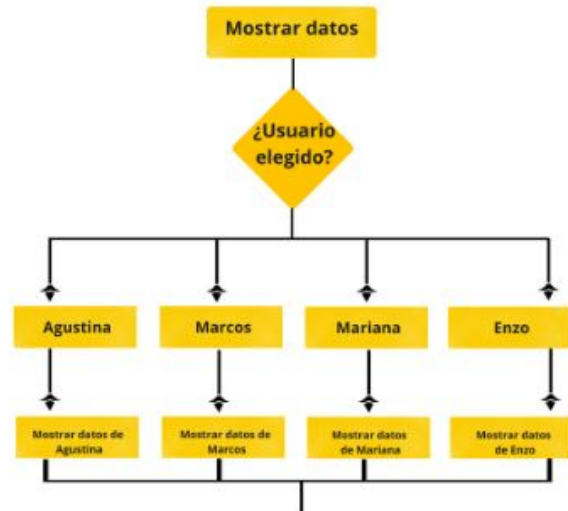 Mostrar datos
¿Usuario
elegido?
Agustina
Marcos
Mariana
Enzo
Mostrar datos de
Agustina
Mostrar datos de
Marcos
Mostrar datos
de Mariana
Mostrar datos
de Enzo